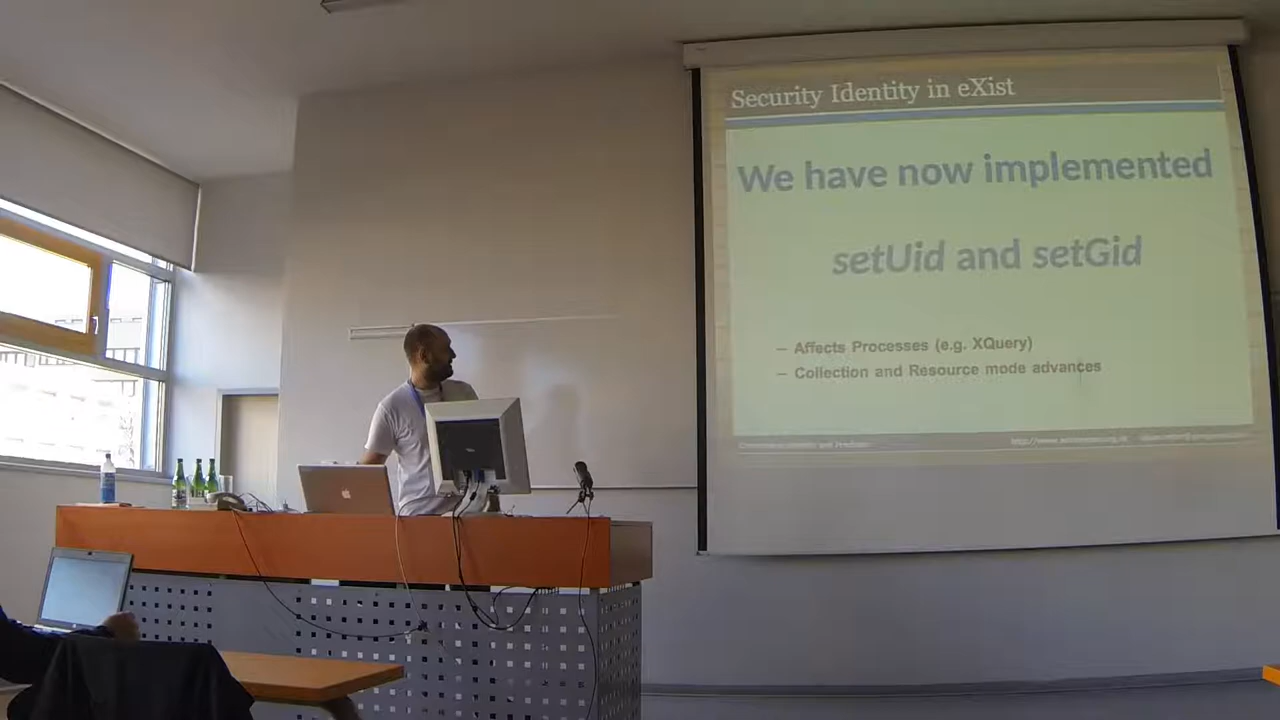 Security Identity in eXist
We have now implemented
setUid and setGid
– Affects Processes (e.g. XQuery)
– Collection and Resource mode advances